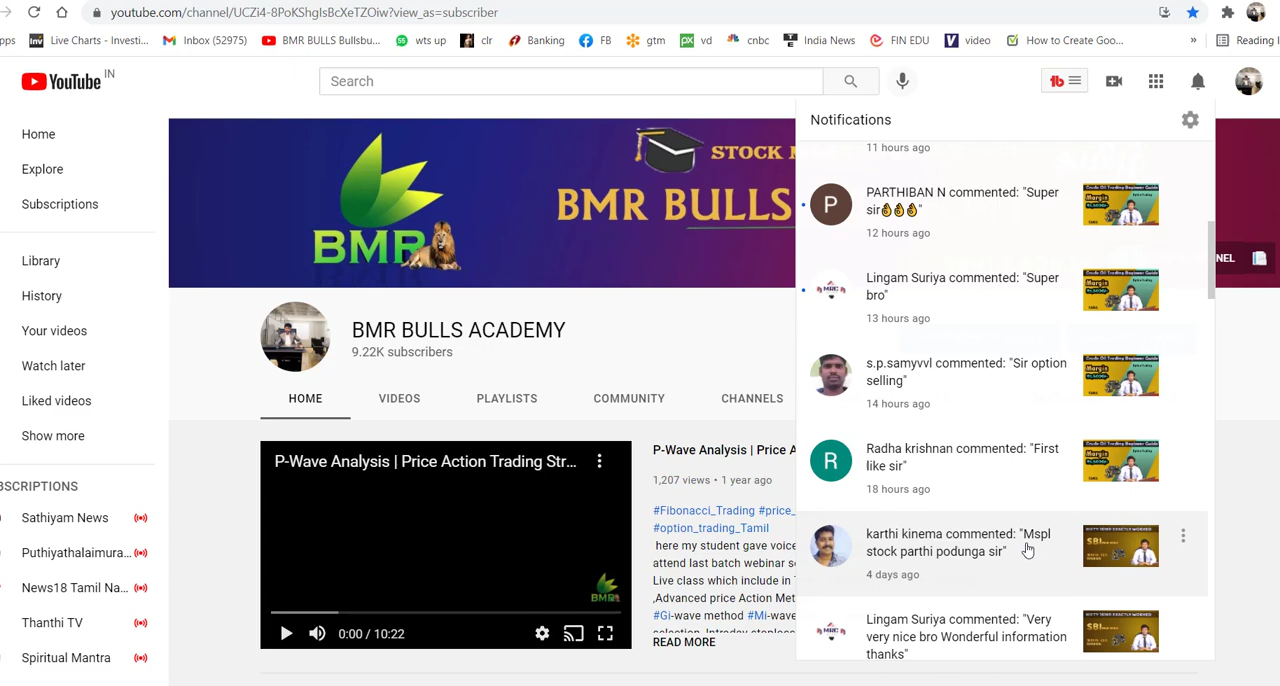 youtube.com/channel/UCZi4-8PoKShgIsBcXeTZOiw?view_as=subscriber
pps Live Charts - Investi... Inbox (52975) BMR BULLS Bullsbu... wts up clr Banking FB gtm vd cnbc India News FIN EDU video How to Create Goo... » Reading l
YouTube IN
Search
Home
Explore
Subscriptions
Library
History
Your videos
Watch later
Liked videos
Show more
BSCRIPTIONS
Sathiyam News
Puthiyathalaimura...
News18 Tamil Na...
Thanthi TV
Spiritual Mantra
BMR
STOCK M
BMR BULLS
NEL
BMR BULLS ACADEMY
9.22K subscribers
HOME VIDEOS PLAYLISTS COMMUNITY CHANNELS
P-Wave Analysis | Price Action Trading Str...
BMR
0:00 / 10:22
P-Wave Analysis | Price A
1,207 views • 1 year ago
#Fibonacci_Trading #price_
#option_trading_Tamil
here my student gave voice
attend last batch webinar s
Live class which include in T
,Advanced price Action Met
#Gi-wave method #Mi-wave
selection, Intraday stoploss
READ MORE
Notifications
11 hours ago
PARTHIBAN N commented: "Super
sir👌👌👌"
12 hours ago
Lingam Suriya commented: "Super
bro"
13 hours ago
s.p.samyvvl commented: "Sir option
selling"
14 hours ago
R
Radha krishnan commented: "First
like sir"
18 hours ago
karthi kinema commented: "Mspl
stock parthi podunga sir"
4 days ago
Lingam Suriya commented: "Very
very nice bro Wonderful information
thanks"
P